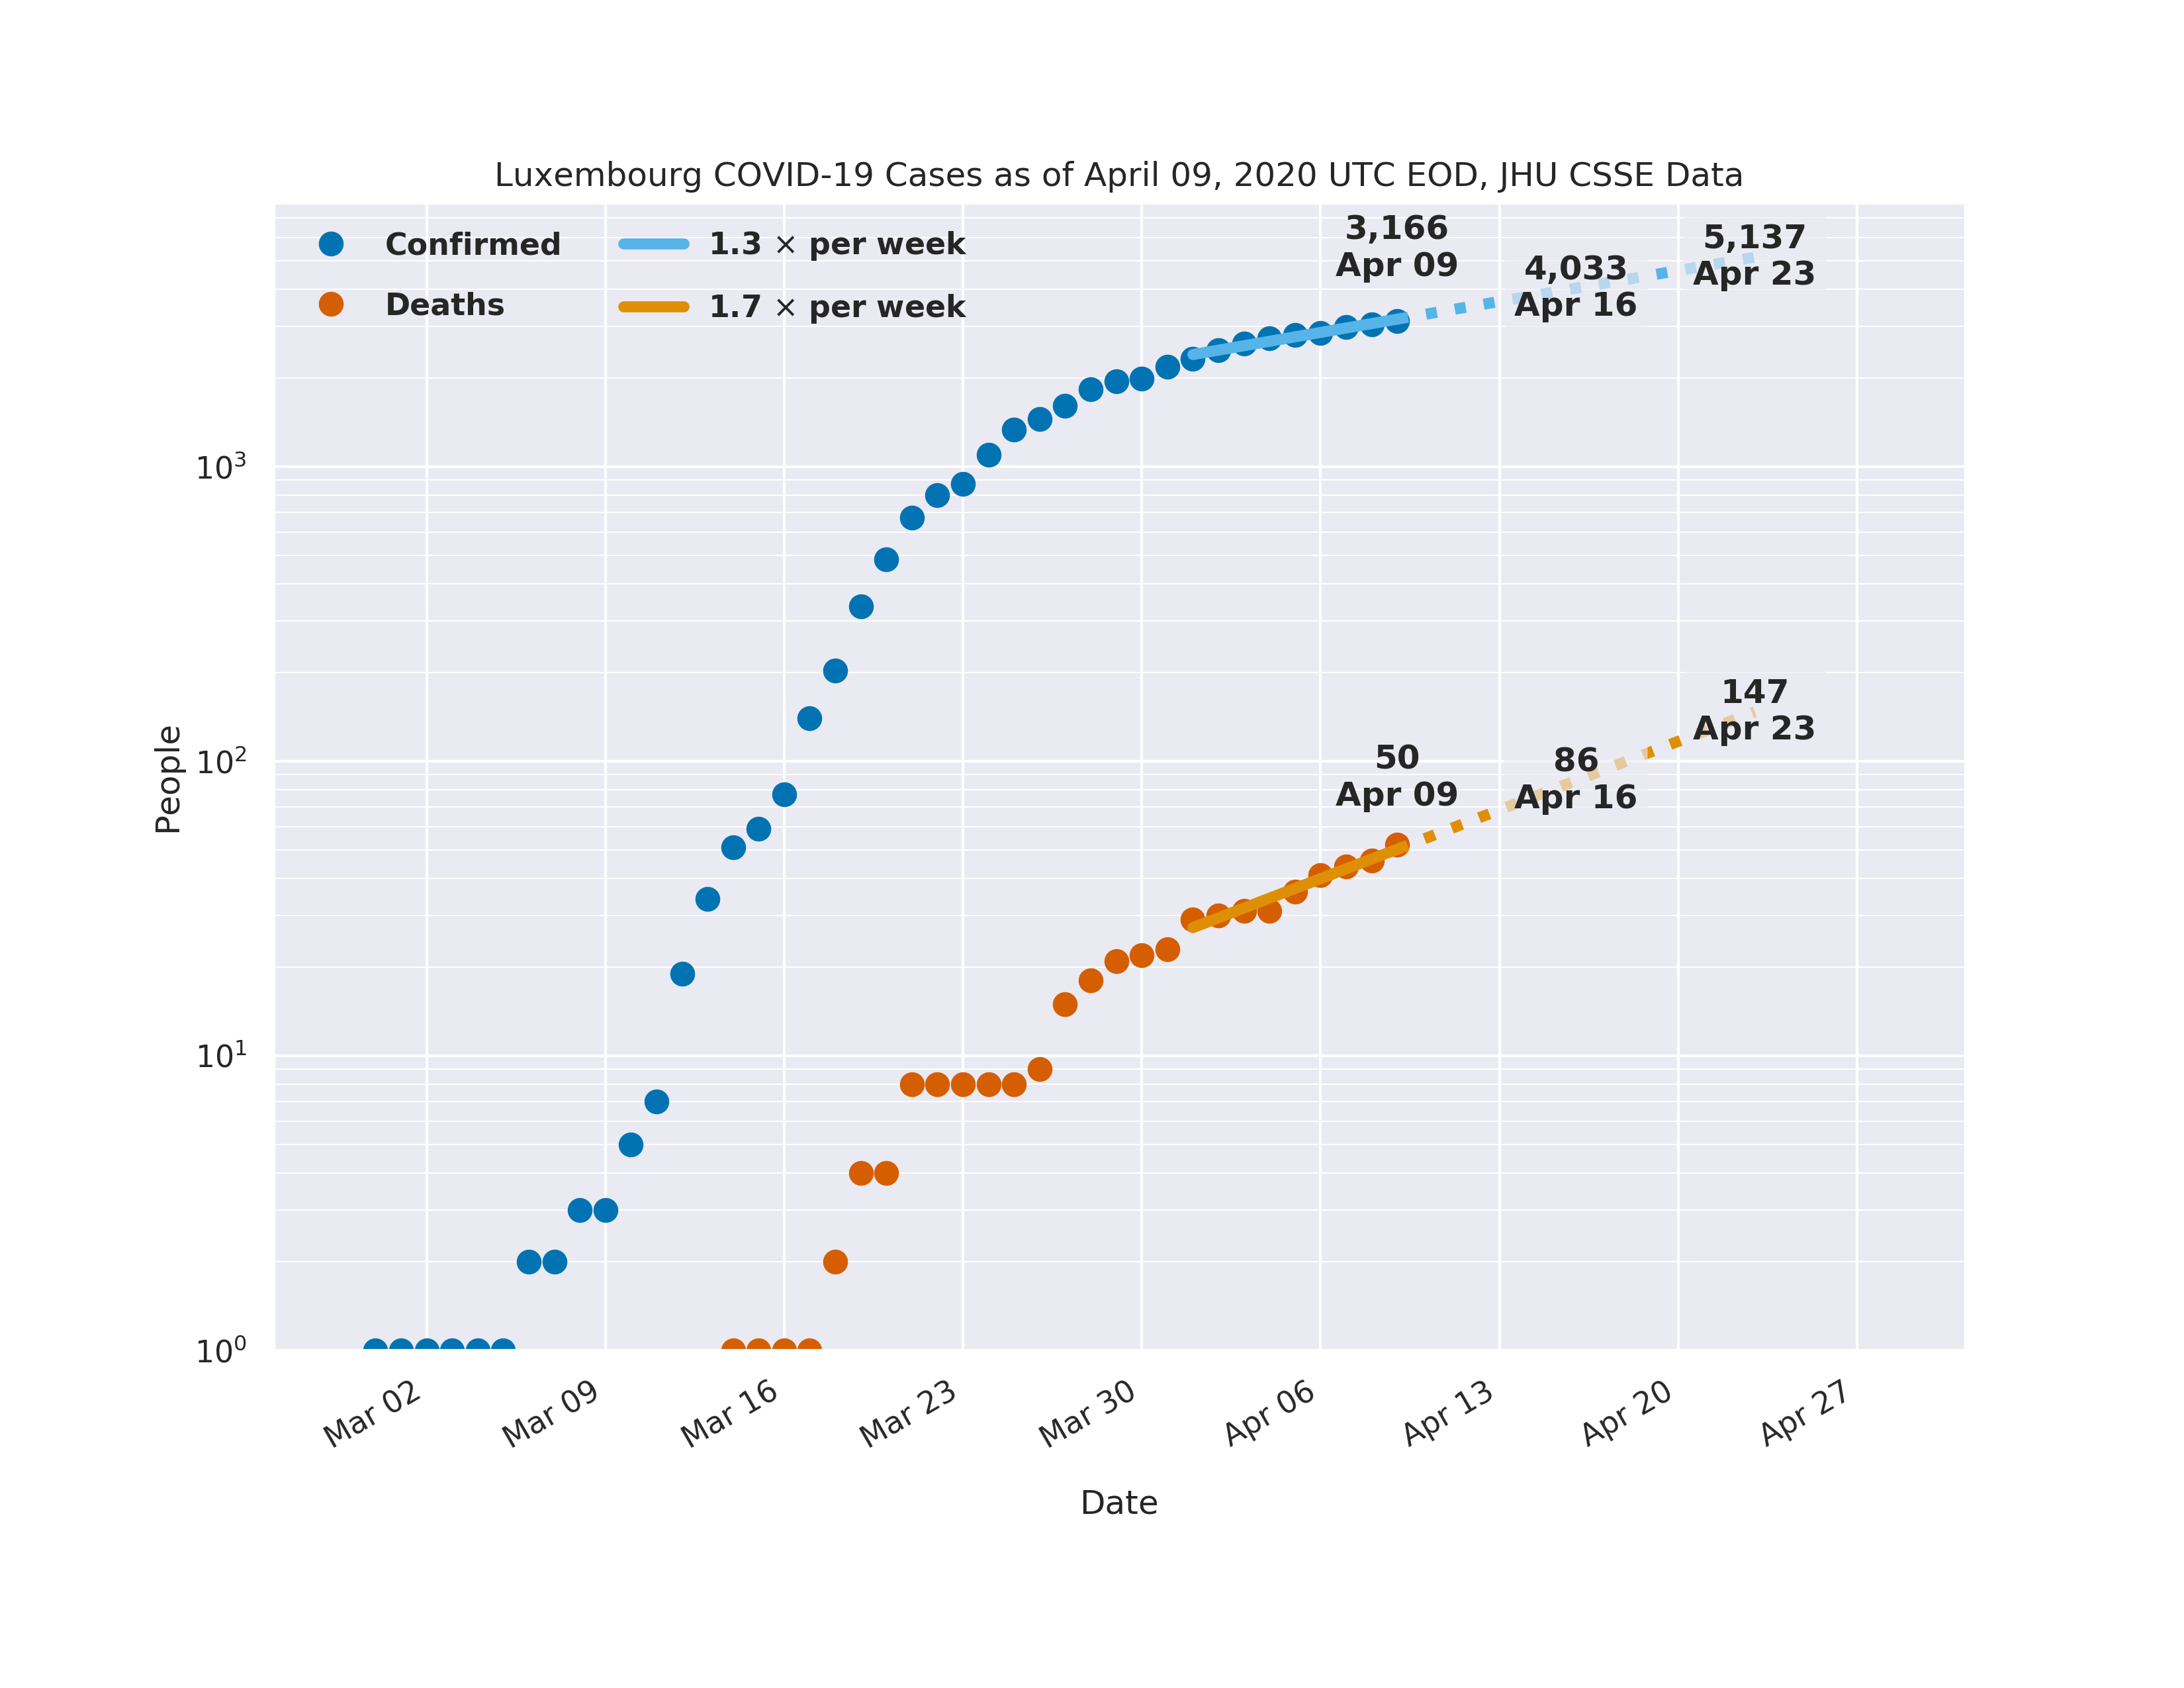 Luxembourg COVID-19 Cases as of April 09, 2020 UTC EOD, JHU CSSE Data
Confirmed
Deaths
1.3 × per week
1.7 × per week
3,166
Apr 09
4,033
Apr 16
5,137
Apr 23
50
Apr 09
86
Apr 16
147
Apr 23
People
10³
10²
10¹
10⁰
Mar 02
Mar 09
Mar 16
Mar 23
Mar 30
Apr 06
Apr 13
Apr 20
Apr 27
Date